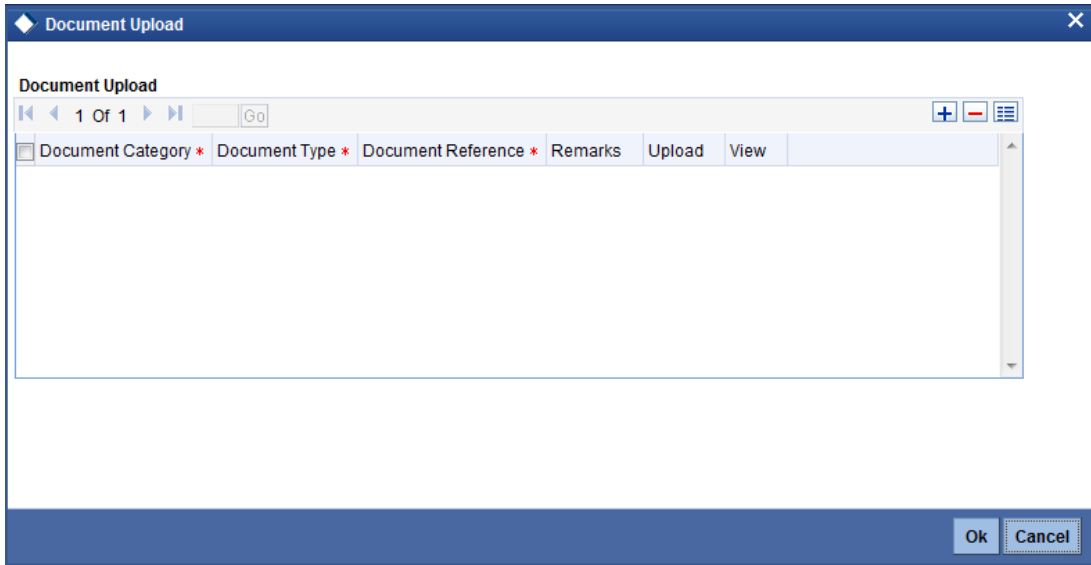 Document Upload
Document Upload
1 Of 1 Go
Document Category * Document Type * Document Reference * Remarks Upload View
Ok Cancel